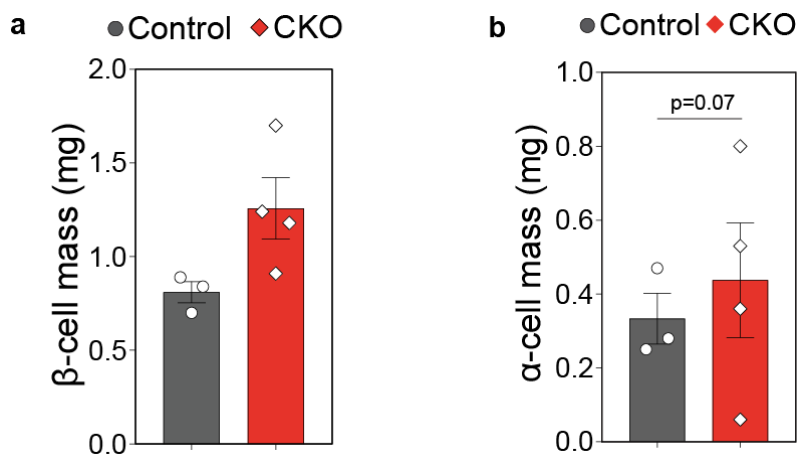 a
Control CKO
β-cell mass (mg)
2.0
1.5
1.0
0.5
0.0
b
Control CKO
α-cell mass (mg)
1.0
0.8
0.6
0.4
0.2
0.0
p=0.07